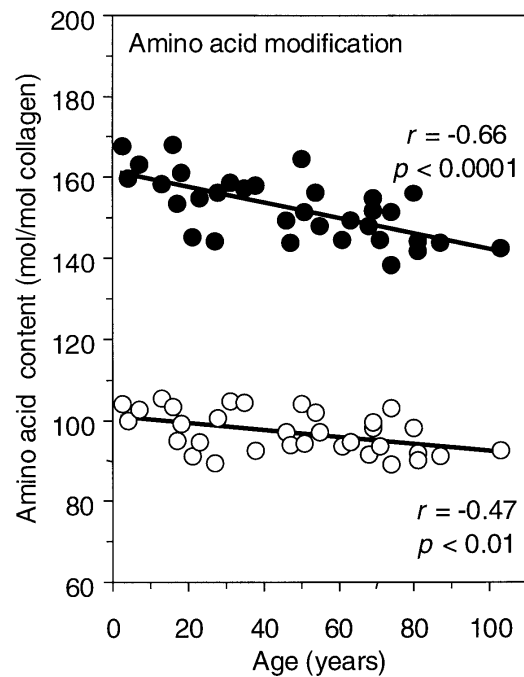 Amino acid modification
r = -0.66
p < 0.0001
r = -0.47
p < 0.01
Amino acid content (mol/mol collagen)
200
180
160
140
120
100
80
60
0 20 40 60 80 100
Age (years)